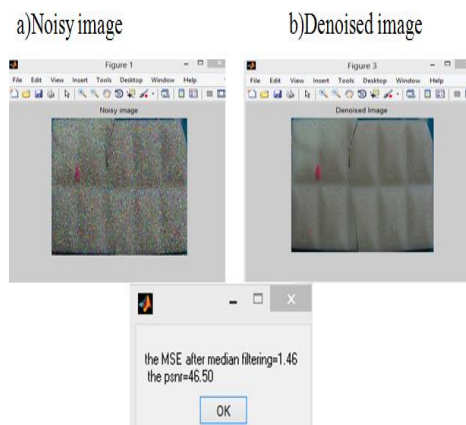 a)Noisy image
b)Denoised image
Figure 1
File Edit View Insert Tools Desktop Window Help
Noisy image
Figure 3
File Edit View Insert Tools Desktop Window Help
Denoised Image
the MSE after median filtering=1.46
the psnr=46.50
OK